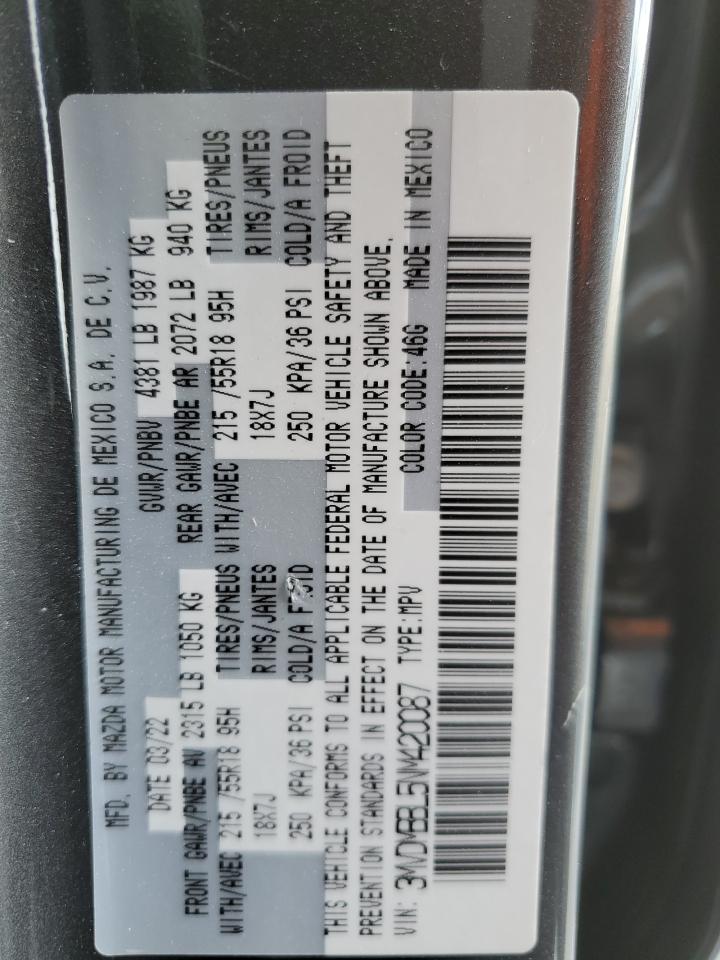 MFD. BY MAZDA MOTOR MANUFACTURING DE MEXICO S.A. DE C.V.
DATE 03/22 GVWR/PNBV 4381 LB 1987 KG
FRONT GAWR/PNBE AV 2315 LB 1050 KG REAR GAWR/PNBE AR 2072 LB 940 KG
WITH/AVEC 215 /55R18 95H TIRES/PNEUS WITH/AVEC 215 /55R18 95H TIRES/PNEUS
18X7J RIMS/JANTES 18X7J RIMS/JANTES
250 KPA/36 PSI COLD/A FROID 250 KPA/36 PSI COLD/A FROID
THIS VEHICLE CONFORMS TO ALL APPLICABLE FEDERAL MOTOR VEHICLE SAFETY AND THEFT
PREVENTION STANDARDS IN EFFECT ON THE DATE OF MANUFACTURE SHOWN ABOVE.
VIN: 3MVDMBBL5NM420087 TYPE:MPV COLOR CODE:46G MADE IN MEXICO